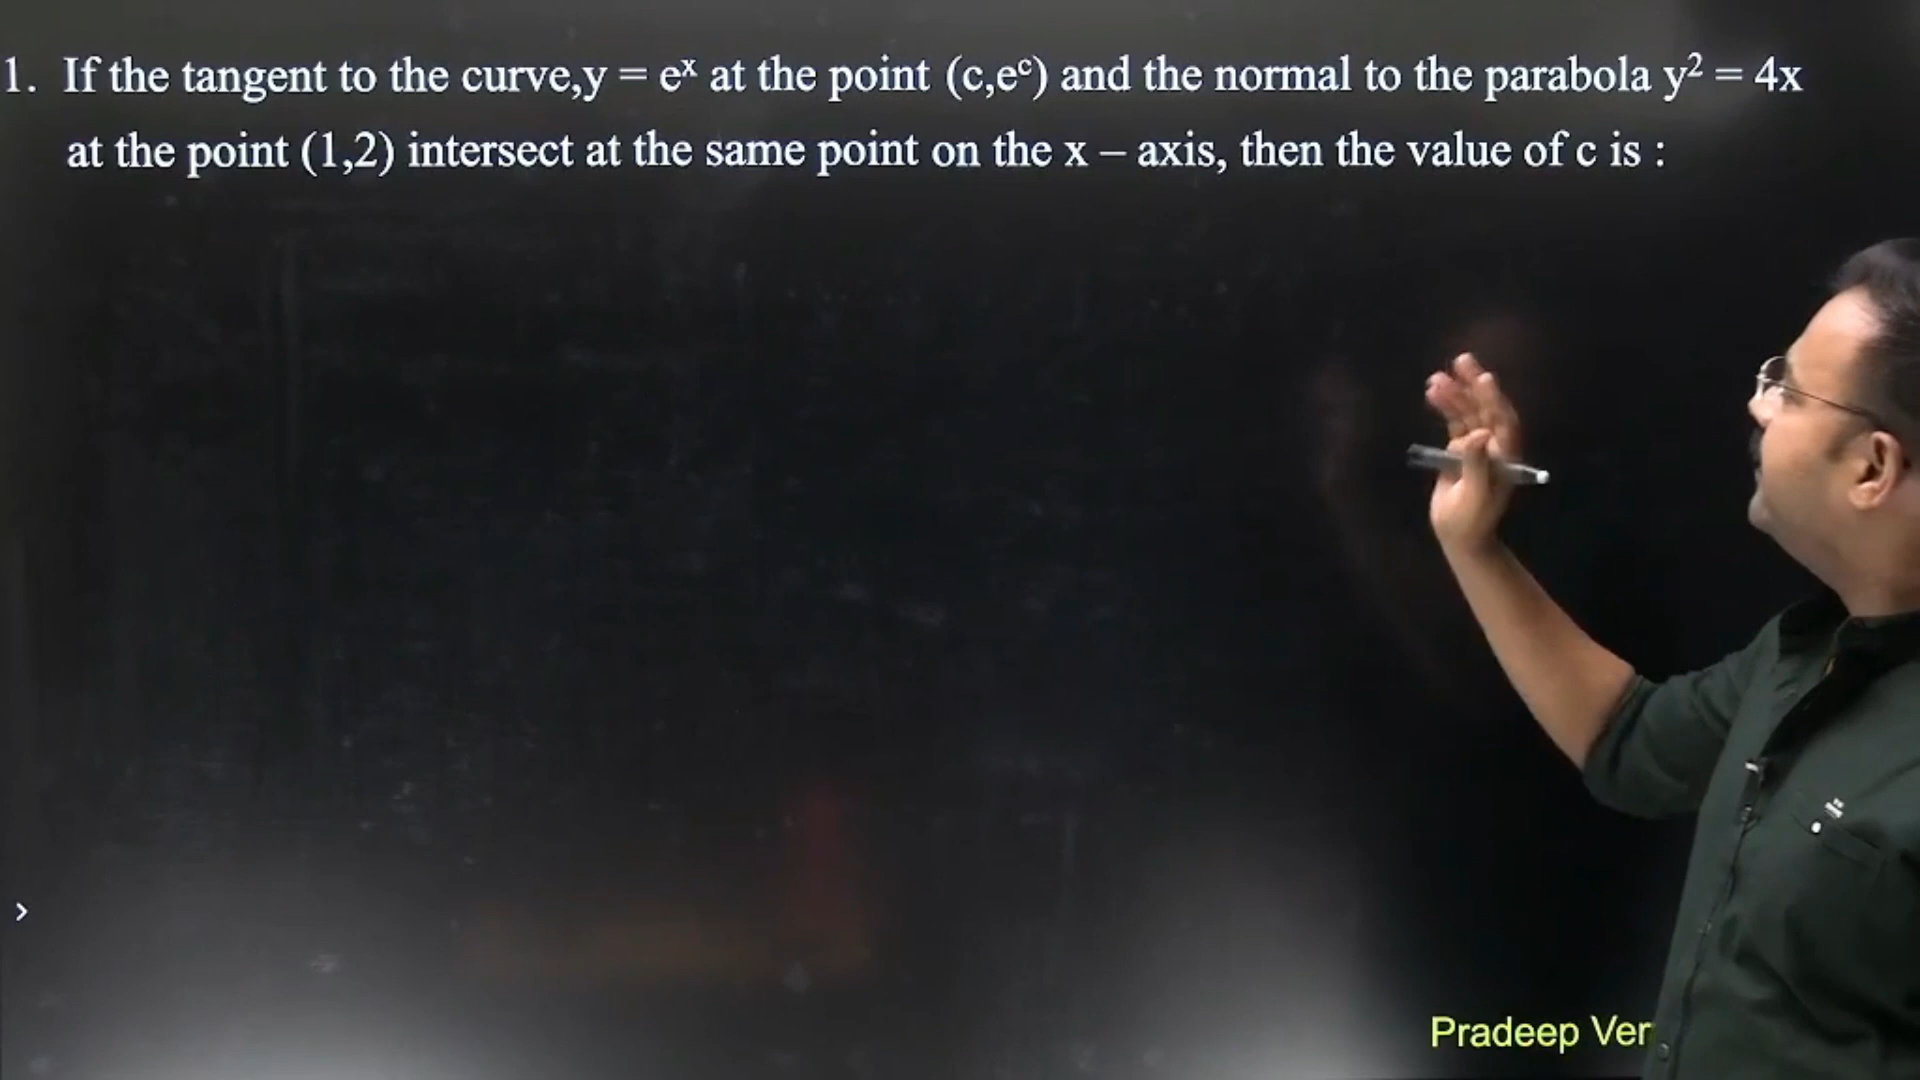 1. If the tangent to the curve,y = eˣ at the point (c,eᶜ) and the normal to the parabola y² = 4x
at the point (1,2) intersect at the same point on the x – axis, then the value of c is :
Pradeep Ver